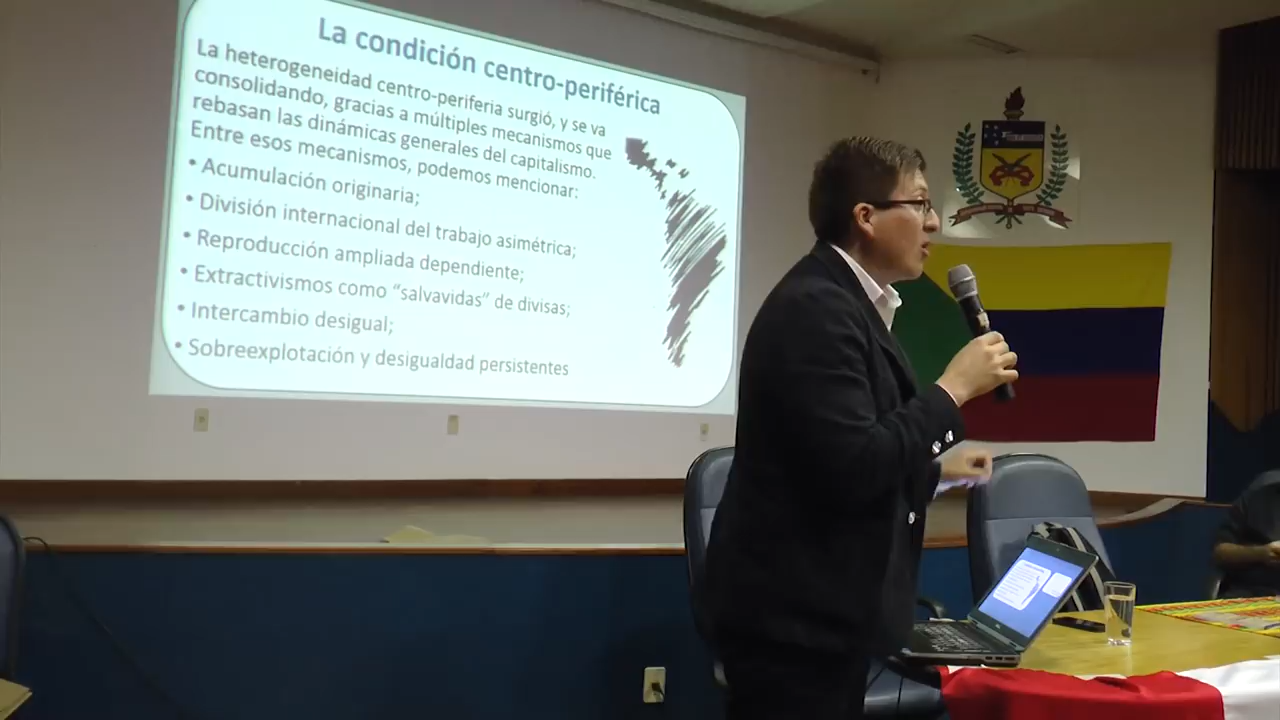 La condición centro-periférica
La heterogeneidad centro-periferia surgió, y se va
consolidando, gracias a múltiples mecanismos que
rebasan las dinámicas generales del capitalismo.
Entre esos mecanismos, podemos mencionar:
• Acumulación originaria;
• División internacional del trabajo asimétrica;
• Reproducción ampliada dependiente;
• Extractivismos como “salvavidas” de divisas;
• Intercambio desigual;
• Sobreexplotación y desigualdad persistentes